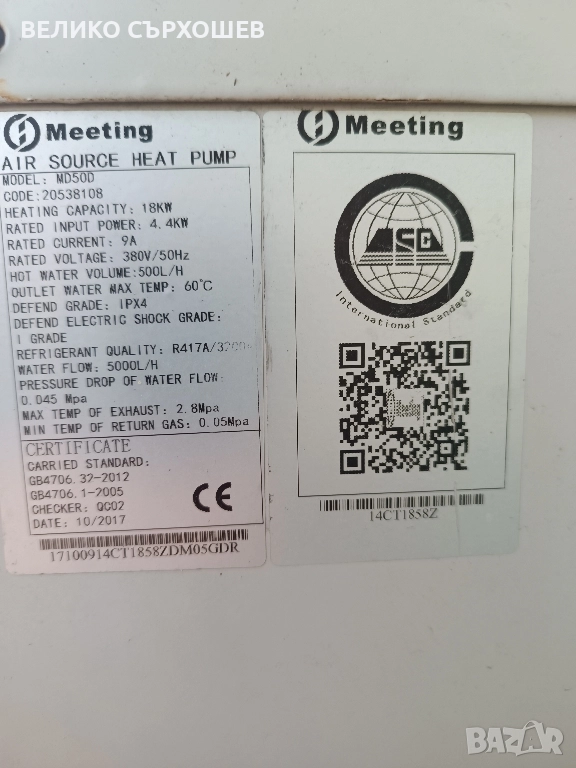 ВЕЛИКО СЪРХОШЕВ
Meeting
AIR SOURCE HEAT PUMP
MODEL: MD50D
CODE:20538108
HEATING CAPACITY: 18KW
RATED INPUT POWER: 4.4KW
RATED CURRENT: 9A
RATED VOLTAGE: 380V/50Hz
HOT WATER VOLUME:500L/H
OUTLET WATER MAX TEMP: 60℃
DEFEND GRADE: IPX4
DEFEND ELECTRIC SHOCK GRADE:
I GRADE
REFRIGERANT QUALITY: R417A/3200
WATER FLOW: 5000L/H
PRESSURE DROP OF WATER FLOW:
0.045 Mpa
MAX TEMP OF EXHAUST: 2.8Mpa
MIN TEMP OF RETURN GAS: 0.05Mpa
CERTIFICATE
CARRIED STANDARD:
GB4706.32-2012
GB4706.1-2005
CHECKER: QC02
DATE: 10/2017
CE
17100914CT1858ZDM05GDR
Meeting
International Standard
14CT1858Z
BAZAR